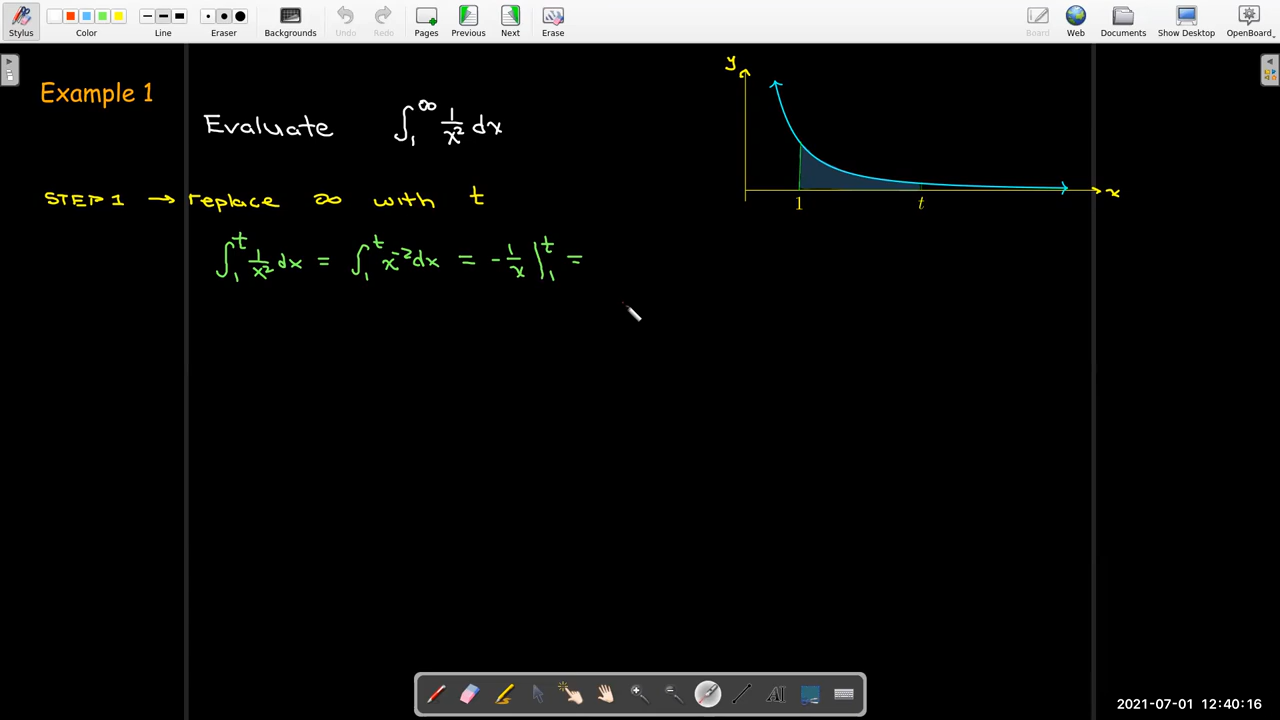 Stylus Color Line Eraser Backgrounds Undo Redo Pages Previous Next Erase Board Web Documents Show Desktop OpenBoard
Example 1
Evaluate ∫₁^∞ 1/x² dx
y
x
1 t
STEP 1 → replace ∞ with t
∫₁^t 1/x² dx = ∫₁^t x⁻² dx = -1/x |₁^t =
AI
2021-07-01 12:40:16